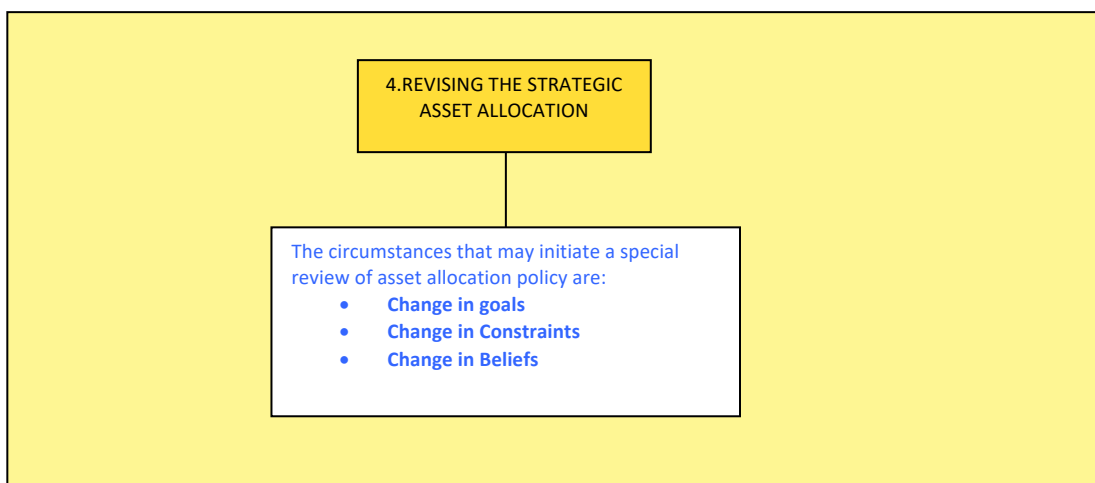 4.REVISING THE STRATEGIC
ASSET ALLOCATION
The circumstances that may initiate a special
review of asset allocation policy are:
• Change in goals
• Change in Constraints
• Change in Beliefs